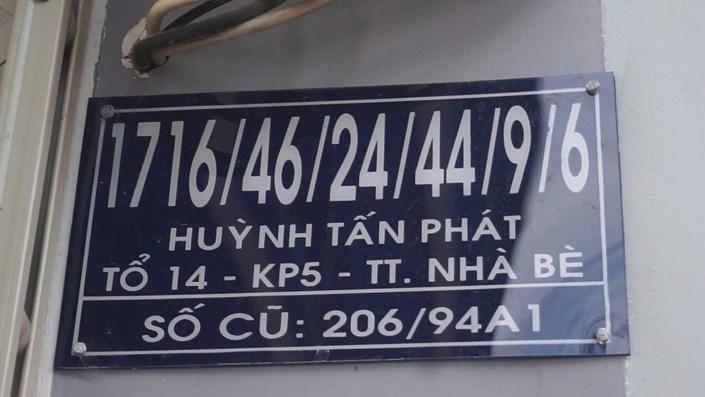 1716/46/24/44/9/6
HUỲNH TẤN PHÁT
TỔ 14 - KP5 - TT. NHÀ BÈ
SỐ CŨ: 206/94A1